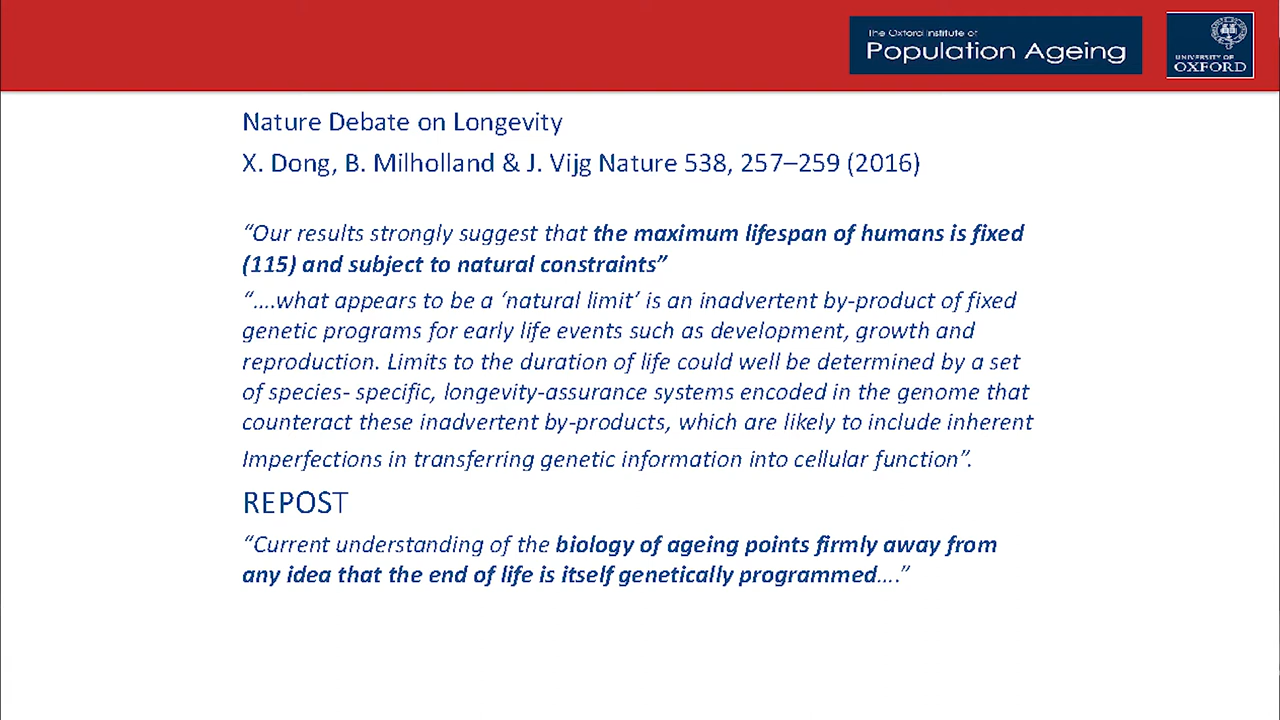 The Oxford Institute of
Population Ageing
UNIVERSITY OF
OXFORD
Nature Debate on Longevity
X. Dong, B. Milholland & J. Vijg Nature 538, 257–259 (2016)
“Our results strongly suggest that the maximum lifespan of humans is fixed
(115) and subject to natural constraints”
“….what appears to be a ‘natural limit’ is an inadvertent by-product of fixed
genetic programs for early life events such as development, growth and
reproduction. Limits to the duration of life could well be determined by a set
of species- specific, longevity-assurance systems encoded in the genome that
counteract these inadvertent by-products, which are likely to include inherent
Imperfections in transferring genetic information into cellular function”.
REPOST
“Current understanding of the biology of ageing points firmly away from
any idea that the end of life is itself genetically programmed….”